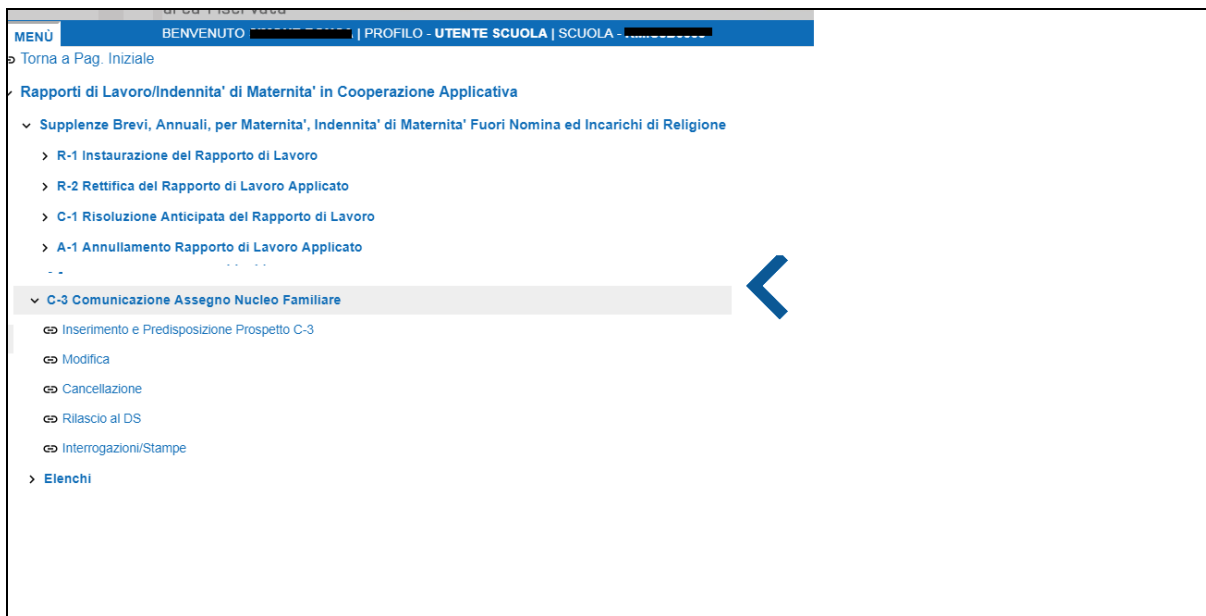 MENÙ
BENVENUTO | PROFILO - UTENTE SCUOLA | SCUOLA -
Torna a Pag. Iniziale
Rapporti di Lavoro/Indennita' di Maternita' in Cooperazione Applicativa
Supplenze Brevi, Annuali, per Maternita', Indennita' di Maternita' Fuori Nomina ed Incarichi di Religione
R-1 Instaurazione del Rapporto di Lavoro
R-2 Rettifica del Rapporto di Lavoro Applicato
C-1 Risoluzione Anticipata del Rapporto di Lavoro
A-1 Annullamento Rapporto di Lavoro Applicato
C-3 Comunicazione Assegno Nucleo Familiare
Inserimento e Predisposizione Prospetto C-3
Modifica
Cancellazione
Rilascio al DS
Interrogazioni/Stampe
Elenchi